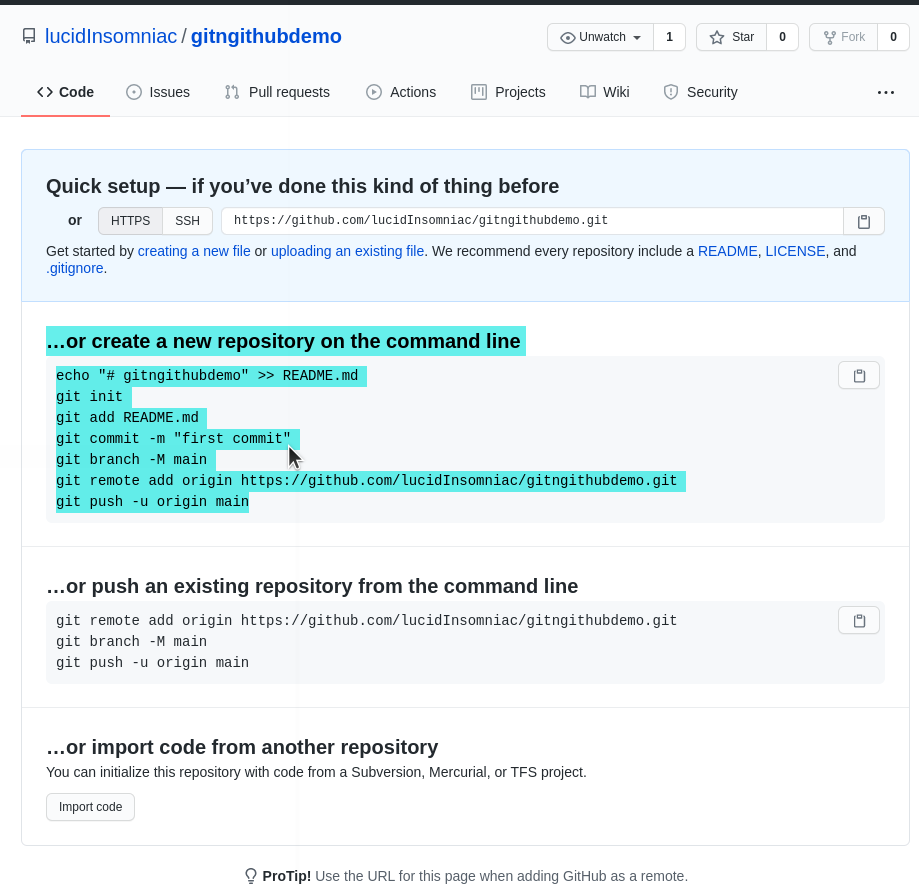 lucidInsomniac / gitngithubdemo
Unwatch 1 Star 0 Fork 0
Code Issues Pull requests Actions Projects Wiki Security ...
Quick setup — if you’ve done this kind of thing before
or HTTPS SSH https://github.com/lucidInsomniac/gitngithubdemo.git
Get started by creating a new file or uploading an existing file. We recommend every repository include a README, LICENSE, and
.gitignore.
…or create a new repository on the command line
echo "# gitngithubdemo" >> README.md
git init
git add README.md
git commit -m "first commit"
git branch -M main
git remote add origin https://github.com/lucidInsomniac/gitngithubdemo.git
git push -u origin main
…or push an existing repository from the command line
git remote add origin https://github.com/lucidInsomniac/gitngithubdemo.git
git branch -M main
git push -u origin main
…or import code from another repository
You can initialize this repository with code from a Subversion, Mercurial, or TFS project.
Import code
ProTip! Use the URL for this page when adding GitHub as a remote.